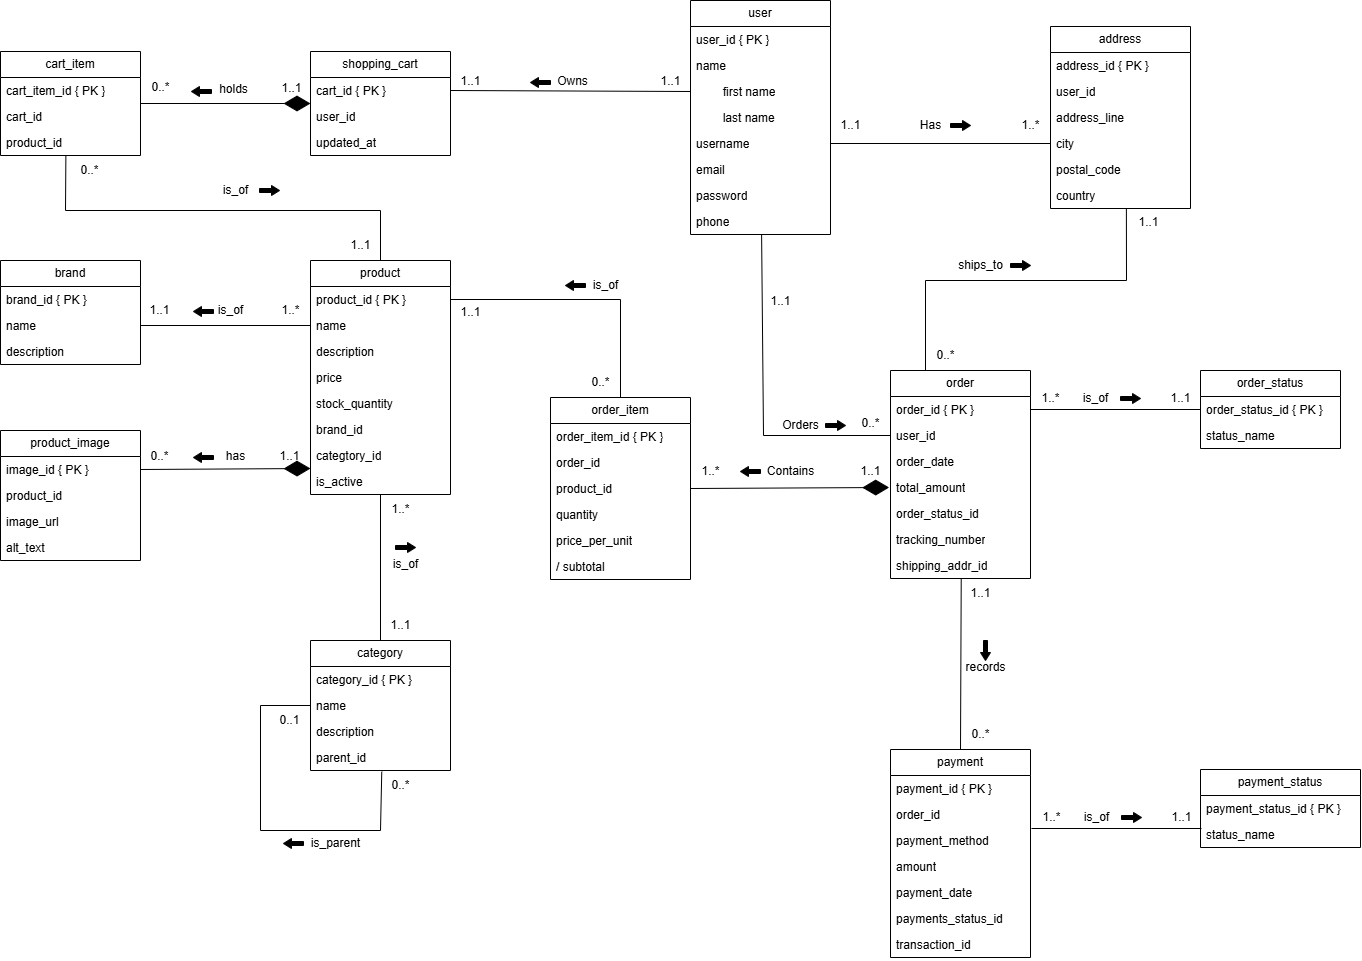 user
user_id { PK }
name
first name
last name
username
email
password
phone
address
address_id { PK }
user_id
address_line
city
postal_code
country
cart_item
cart_item_id { PK }
cart_id
product_id
shopping_cart
cart_id { PK }
user_id
updated_at
0..*
holds
1..1
1..1
Owns
1..1
1..1
Has
1..*
0..*
is_of
1..1
1..1
ships_to
0..*
brand
brand_id { PK }
name
description
1..1
is_of
1..*
product
product_id { PK }
name
description
price
stock_quantity
brand_id
categtory_id
is_active
is_of
1..1
0..*
1..1
Orders
0..*
order_item
order_item_id { PK }
order_id
product_id
quantity
price_per_unit
/ subtotal
order
order_id { PK }
user_id
order_date
total_amount
order_status_id
tracking_number
shipping_addr_id
1..*
is_of
1..1
order_status
order_status_id { PK }
status_name
product_image
image_id { PK }
product_id
image_url
alt_text
0..*
has
1..1
1..*
Contains
1..1
1..*
is_of
1..1
category
category_id { PK }
name
description
parent_id
0..1
0..*
is_parent
1..1
records
0..*
payment
payment_id { PK }
order_id
payment_method
amount
payment_date
payments_status_id
transaction_id
1..*
is_of
1..1
payment_status
payment_status_id { PK }
status_name